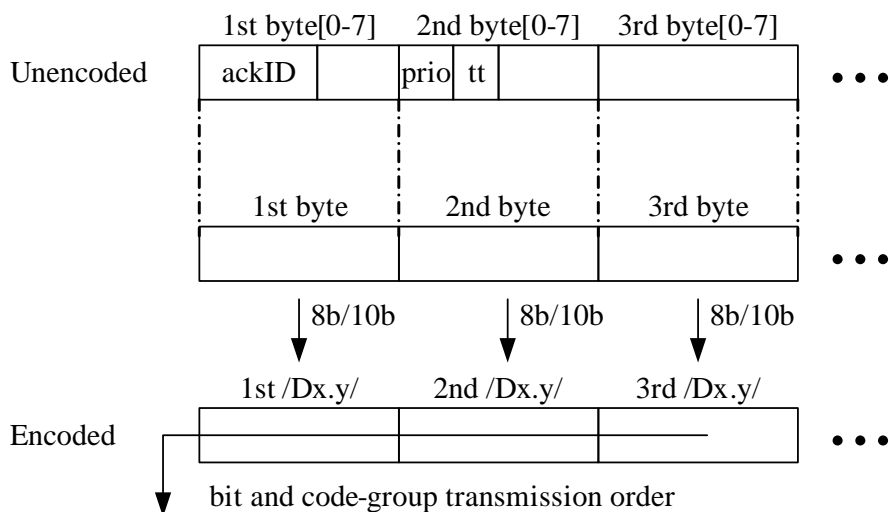 1st byte[0-7] 2nd byte[0-7] 3rd byte[0-7]
Unencoded ackID prio tt
1st byte 2nd byte 3rd byte
8b/10b 8b/10b 8b/10b
1st /Dx.y/ 2nd /Dx.y/ 3rd /Dx.y/
Encoded
bit and code-group transmission order